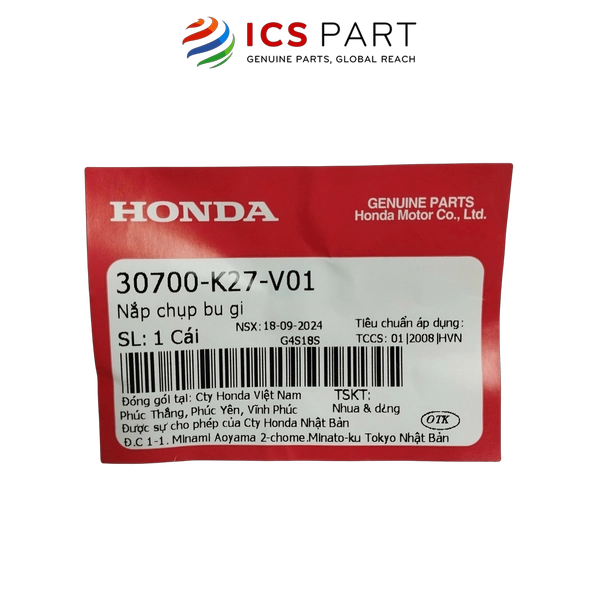 ICS PART
GENUINE PARTS, GLOBAL REACH
HONDA
GENUINE PARTS
Honda Motor Co., Ltd.
30700-K27-V01
Nắp chụp bu gi
SL: 1 Cái
NSX: 18-09-2024
G4S18S
Tiêu chuẩn áp dụng:
TCCS: 01|2008|HVN
Đóng gói tại: Cty Honda Việt Nam
Phúc Thắng, Phúc Yên, Vĩnh Phúc
Được sự cho phép của Cty Honda Nhật Bản
Đ.C 1-1. Minami Aoyama 2-chome.Minato-ku Tokyo Nhật Bản
TSKT:
Nhua & đồng
OTK